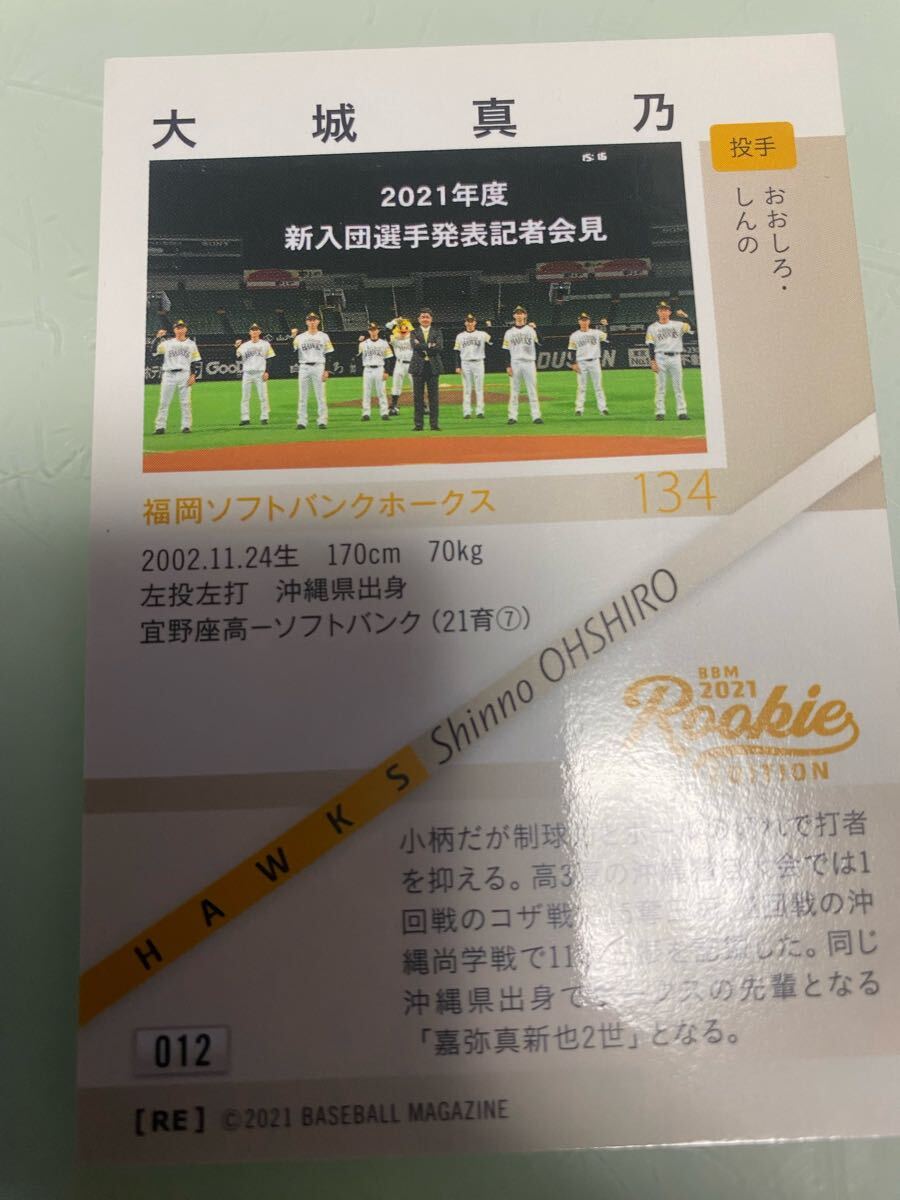 大城真乃
投手
おおしろ・
しんの
15:15
2021年度
新入団選手発表記者会見
HAWKS
DUSKIN
福岡ソフトバンクホークス 134
2002.11.24生 170cm 70kg
左投左打 沖縄県出身
宜野座高ーソフトバンク(21育⑦)
HAWKS Shinno OHSHIRO
BBM
2021
Rookie
EDITION
小柄だが制球 で打者
を抑える。高3 の沖縄 会では1
回戦のコザ戦 回戦の沖
縄尚学戦で11 記録した。同じ
沖縄県出身で クスの先輩となる
「嘉弥真新也2世」となる。
012
[RE] ©2021 BASEBALL MAGAZINE